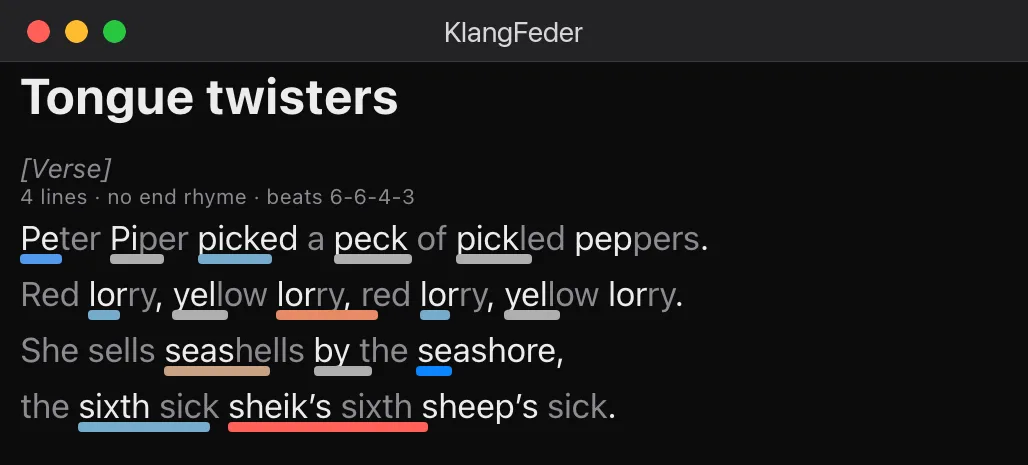 KlangFeder
Tongue twisters
[Verse]
4 lines · no end rhyme · beats 6-6-4-3
Peter Piper picked a peck of pickled peppers.
Red lorry, yellow lorry, red lorry, yellow lorry.
She sells seashells by the seashore,
the sixth sick sheik’s sixth sheep’s sick.